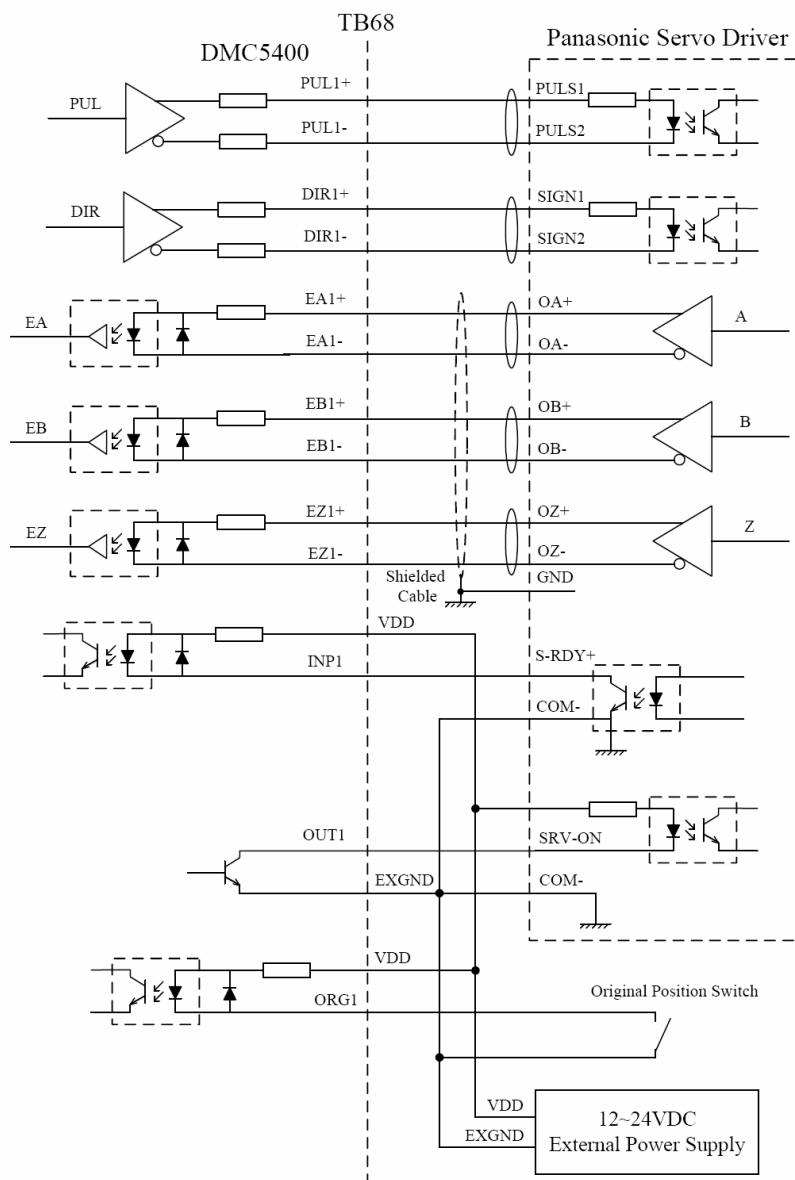 TB68
DMC5400
Panasonic Servo Driver
PUL
PUL1+
PULS1
PUL1-
PULS2
DIR
DIR1+
SIGN1
DIR1-
SIGN2
EA
EA1+
OA+
A
EA1-
OA-
EB
EB1+
OB+
B
EB1-
OB-
EZ
EZ1+
OZ+
Z
EZ1-
OZ-
Shielded
Cable
GND
VDD
INP1
S-RDY+
COM-
OUT1
SRV-ON
EXGND
COM-
VDD
ORG1
Original Position Switch
VDD
EXGND
12~24VDC
External Power Supply